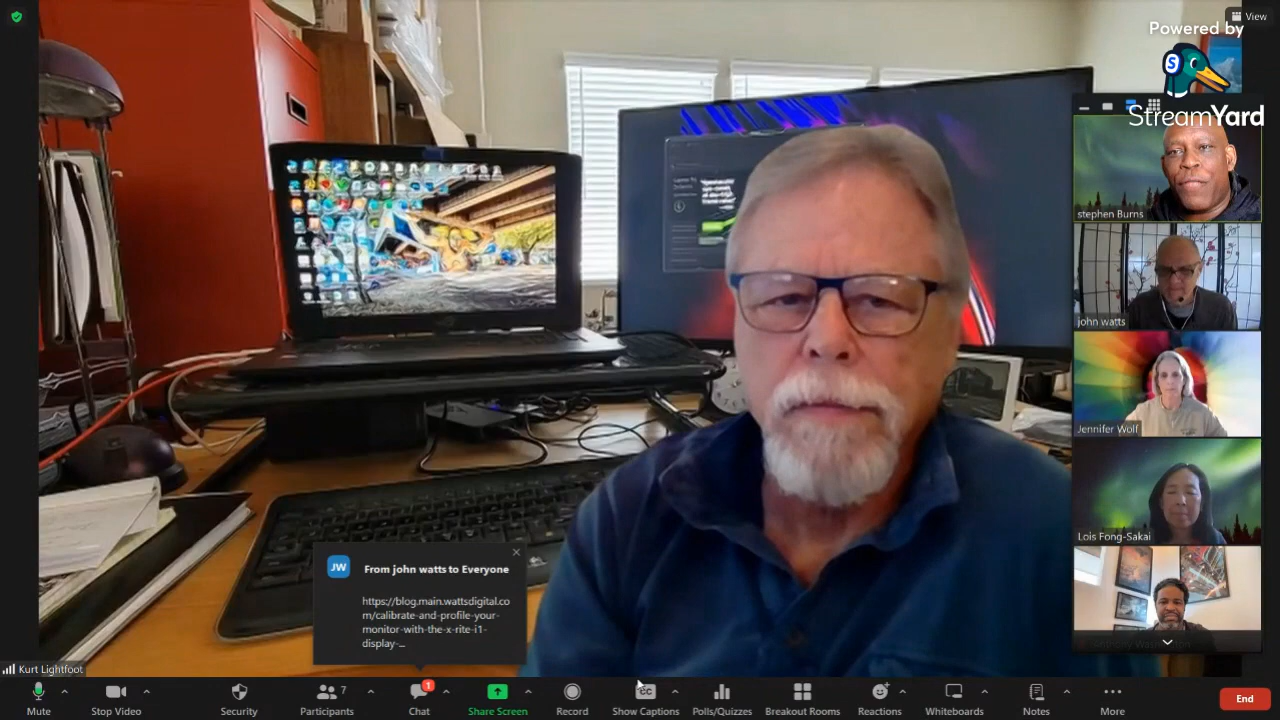 View
Powered by
StreamYard
stephen Burns
john watts
Jennifer Wolf
Lois Fong-Sakai
JW
From john watts to Everyone
https://blog.main.wattsdigital.co
m/calibrate-and-profile-your-
monitor-with-the-x-rite-i1-
display-...
Kurt Lightfoot
Mute
Stop Video
Security
7
Participants
1
Chat
Share Screen
Record
CC
Show Captions
Polls/Quizzes
Breakout Rooms
Reactions
Whiteboards
Notes
More
End